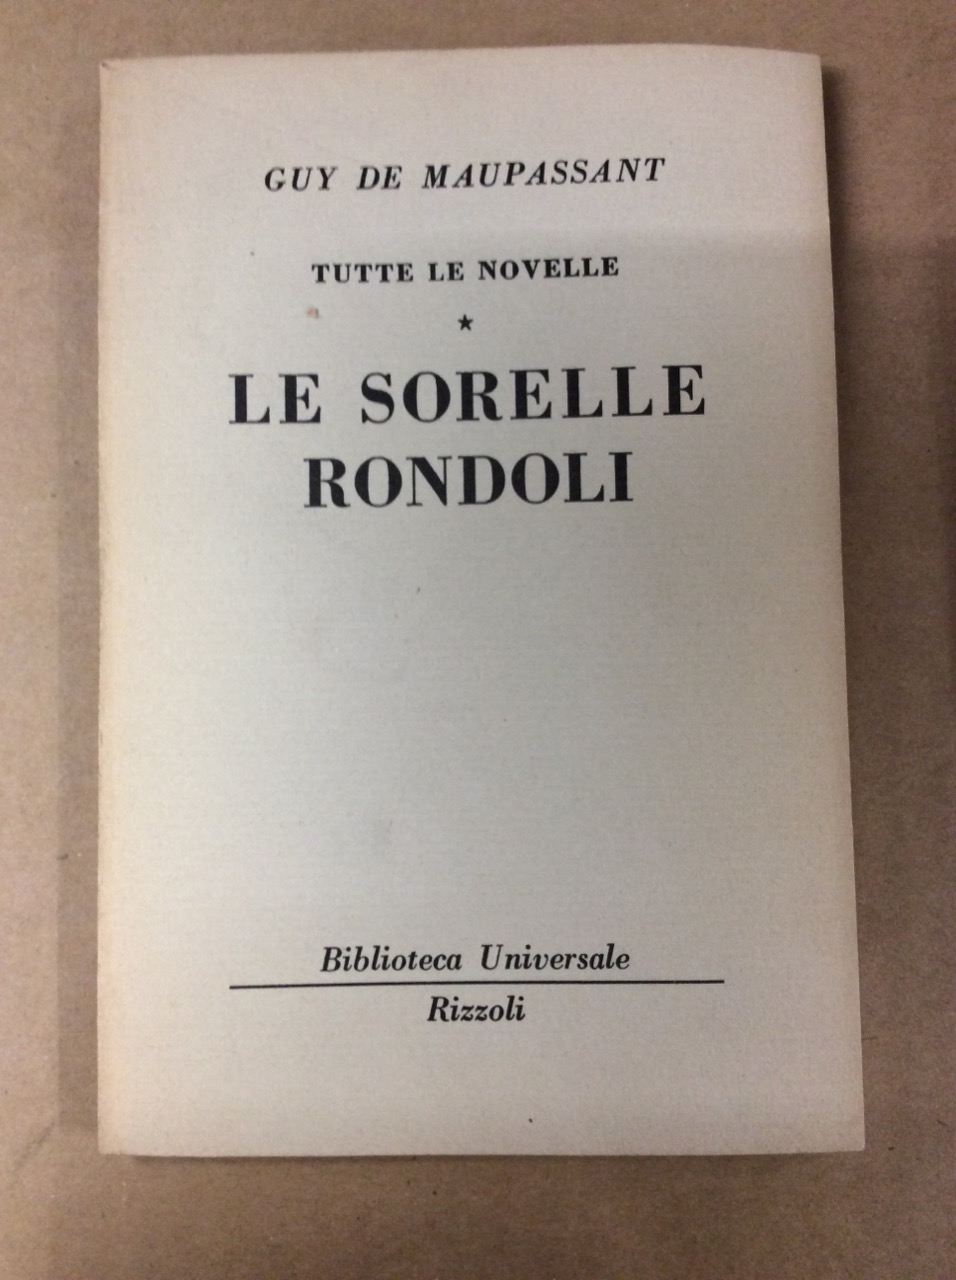 GUY DE MAUPASSANT
TUTTE LE NOVELLE
★
LE SORELLE
RONDOLI
Biblioteca Universale
Rizzoli